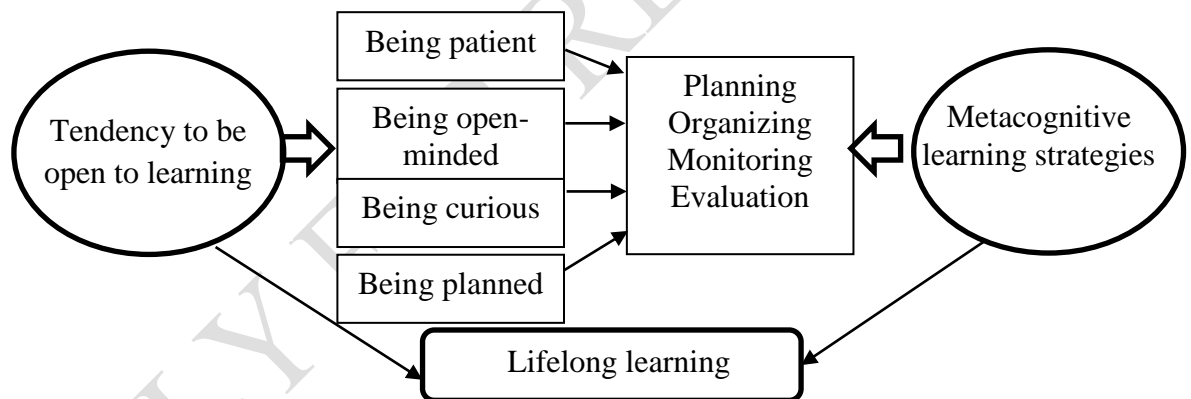 Being patient
Tendency to be
open to learning
Being open-
minded
Being curious
Being planned
Planning
Organizing
Monitoring
Evaluation
Metacognitive
learning strategies
Lifelong learning